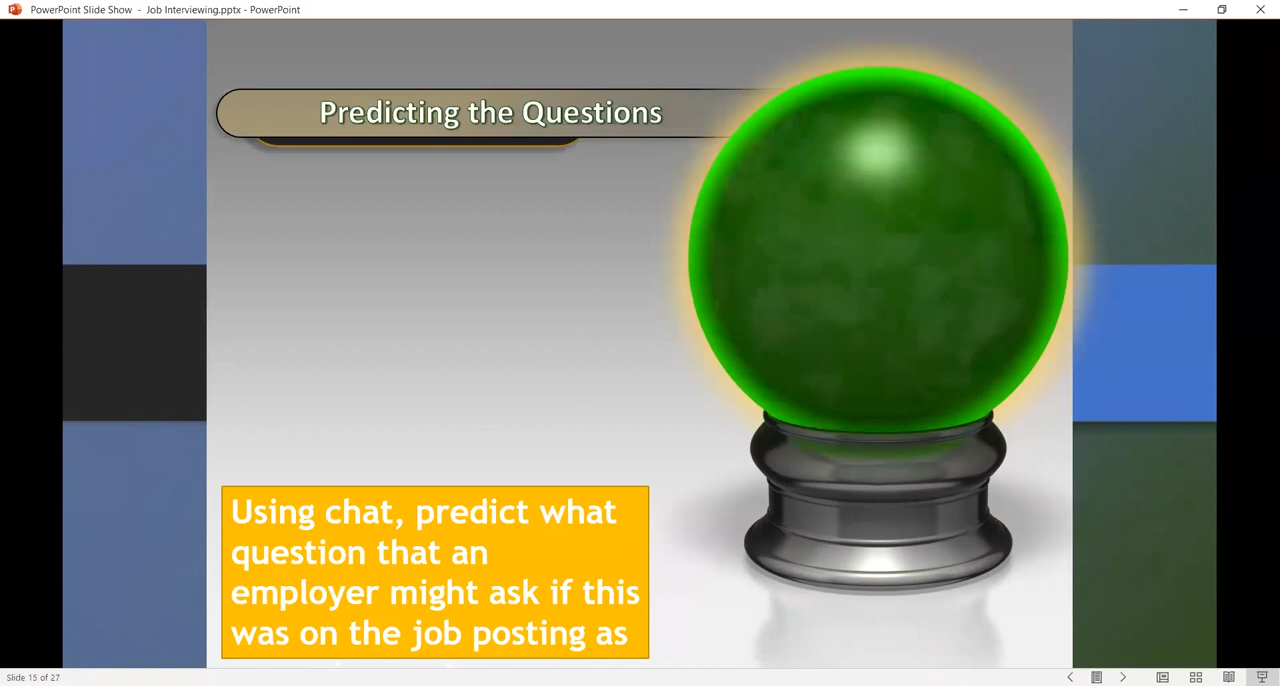 PowerPoint Slide Show - Job Interviewing.pptx - PowerPoint
Predicting the Questions
Using chat, predict what
question that an
employer might ask if this
was on the job posting as
Slide 15 of 27